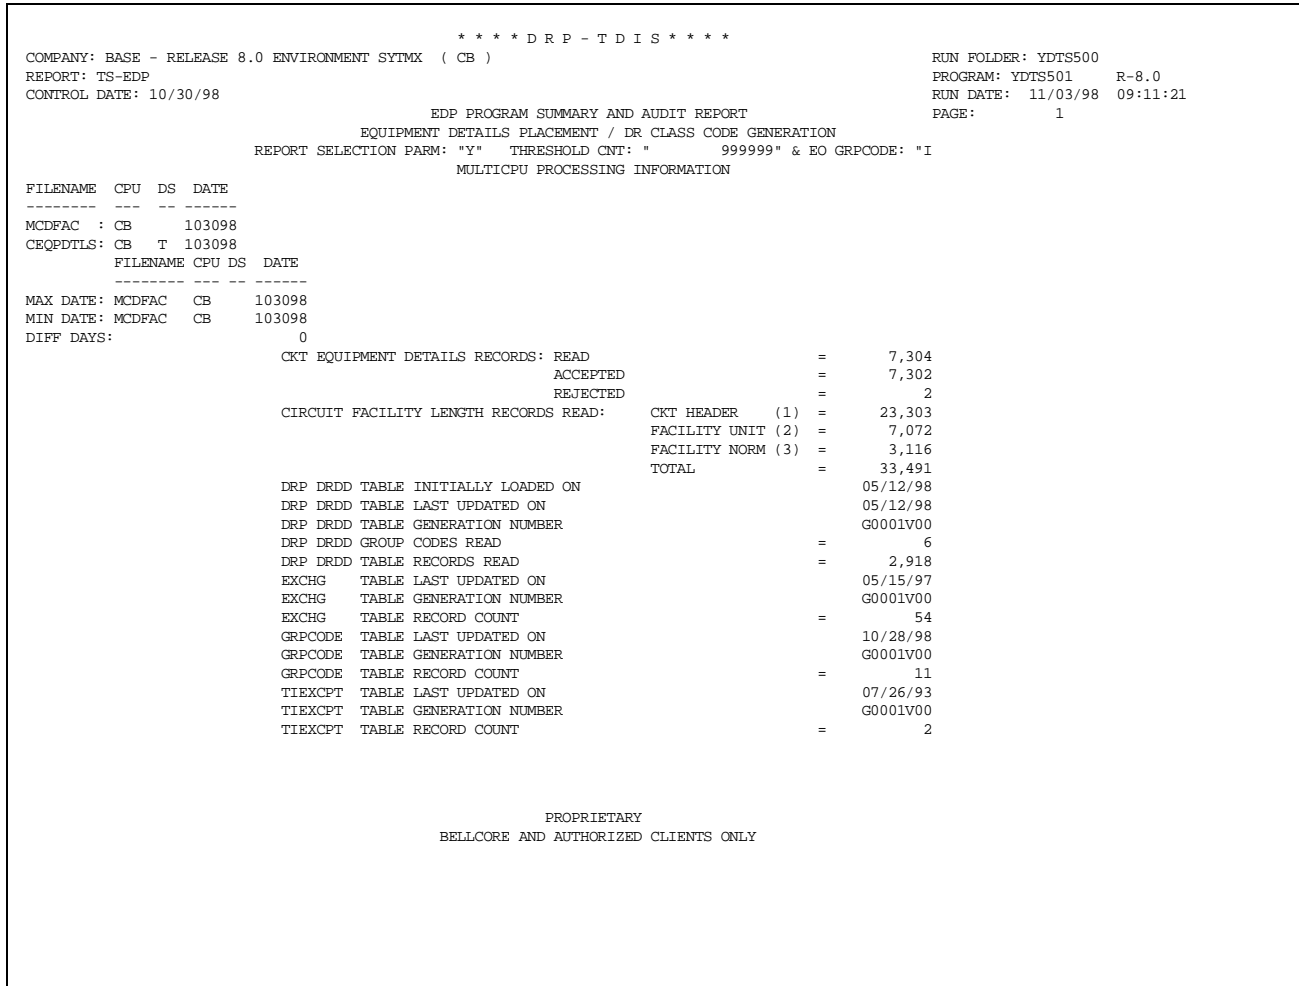 * * * * D R P - T D I S * * * *
COMPANY: BASE - RELEASE 8.0 ENVIRONMENT SYTMX ( CB ) RUN FOLDER: YDTS500
REPORT: TS-EDP PROGRAM: YDTS501 R-8.0
CONTROL DATE: 10/30/98 RUN DATE: 11/03/98 09:11:21
EDP PROGRAM SUMMARY AND AUDIT REPORT PAGE: 1
EQUIPMENT DETAILS PLACEMENT / DR CLASS CODE GENERATION
REPORT SELECTION PARM: "Y" THRESHOLD CNT: " 999999" & EO GRPCODE: "I
MULTICPU PROCESSING INFORMATION
FILENAME CPU DS DATE
-------- --- -- ------
MCDFAC : CB 103098
CEQPDTLS: CB T 103098
FILENAME CPU DS DATE
-------- --- -- ------
MAX DATE: MCDFAC CB 103098
MIN DATE: MCDFAC CB 103098
DIFF DAYS: 0
CKT EQUIPMENT DETAILS RECORDS: READ = 7,304
ACCEPTED = 7,302
REJECTED = 2
CIRCUIT FACILITY LENGTH RECORDS READ: CKT HEADER (1) = 23,303
FACILITY UNIT (2) = 7,072
FACILITY NORM (3) = 3,116
TOTAL = 33,491
DRP DRDD TABLE INITIALLY LOADED ON 05/12/98
DRP DRDD TABLE LAST UPDATED ON 05/12/98
DRP DRDD TABLE GENERATION NUMBER G0001V00
DRP DRDD GROUP CODES READ = 6
DRP DRDD TABLE RECORDS READ = 2,918
EXCHG TABLE LAST UPDATED ON 05/15/97
EXCHG TABLE GENERATION NUMBER G0001V00
EXCHG TABLE RECORD COUNT = 54
GRPCODE TABLE LAST UPDATED ON 10/28/98
GRPCODE TABLE GENERATION NUMBER G0001V00
GRPCODE TABLE RECORD COUNT = 11
TIEXCPT TABLE LAST UPDATED ON 07/26/93
TIEXCPT TABLE GENERATION NUMBER G0001V00
TIEXCPT TABLE RECORD COUNT = 2
PROPRIETARY
BELLCORE AND AUTHORIZED CLIENTS ONLY